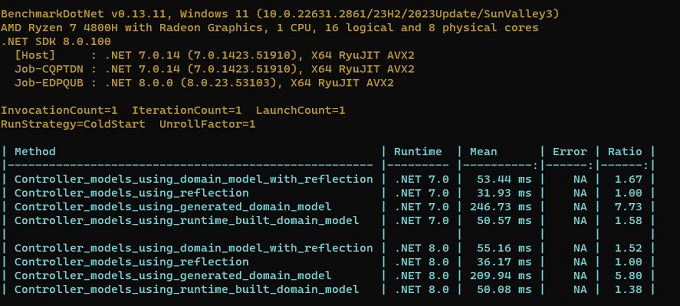 BenchmarkDotNet v0.13.11, Windows 11 (10.0.22631.2861/23H2/2023Update/SunValley3)
AMD Ryzen 7 4800H with Radeon Graphics, 1 CPU, 16 logical and 8 physical cores
.NET SDK 8.0.100
  [Host]     : .NET 7.0.14 (7.0.1423.51910), X64 RyuJIT AVX2
  Job-CQPTDN : .NET 7.0.14 (7.0.1423.51910), X64 RyuJIT AVX2
  Job-EDPQUB : .NET 8.0.0 (8.0.23.53103), X64 RyuJIT AVX2
InvocationCount=1  IterationCount=1  LaunchCount=1
RunStrategy=ColdStart  UnrollFactor=1
| Method | Runtime | Mean | Error | Ratio |
|--------------------------------------------------- |--------- |----------:|------:|------:|
| Controller_models_using_domain_model_with_reflection | .NET 7.0 | 53.44 ms | NA | 1.67 |
| Controller_models_using_reflection | .NET 7.0 | 31.93 ms | NA | 1.00 |
| Controller_models_using_generated_domain_model | .NET 7.0 | 246.73 ms | NA | 7.73 |
| Controller_models_using_runtime_built_domain_model | .NET 7.0 | 50.57 ms | NA | 1.58 |
| | | | | |
| Controller_models_using_domain_model_with_reflection | .NET 8.0 | 55.16 ms | NA | 1.52 |
| Controller_models_using_reflection | .NET 8.0 | 36.17 ms | NA | 1.00 |
| Controller_models_using_generated_domain_model | .NET 8.0 | 209.94 ms | NA | 5.80 |
| Controller_models_using_runtime_built_domain_model | .NET 8.0 | 50.08 ms | NA | 1.38 |